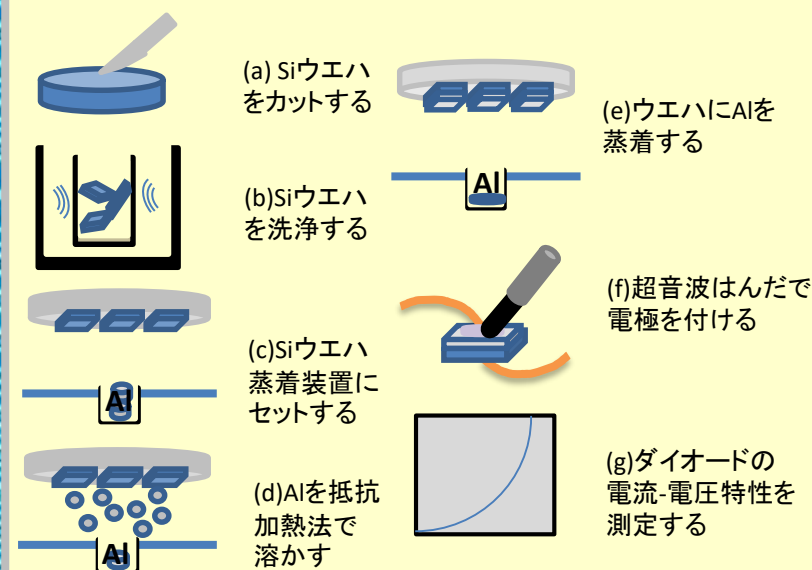 (a) Siウエハ
をカットする
(b)Siウエハ
を洗浄する
(c)Siウエハ
蒸着装置に
セットする
Al
(d)Alを抵抗
加熱法で
溶かす
Al
(e)ウエハにAlを
蒸着する
Al
(f)超音波はんだで
電極を付ける
(g)ダイオードの
電流-電圧特性を
測定する